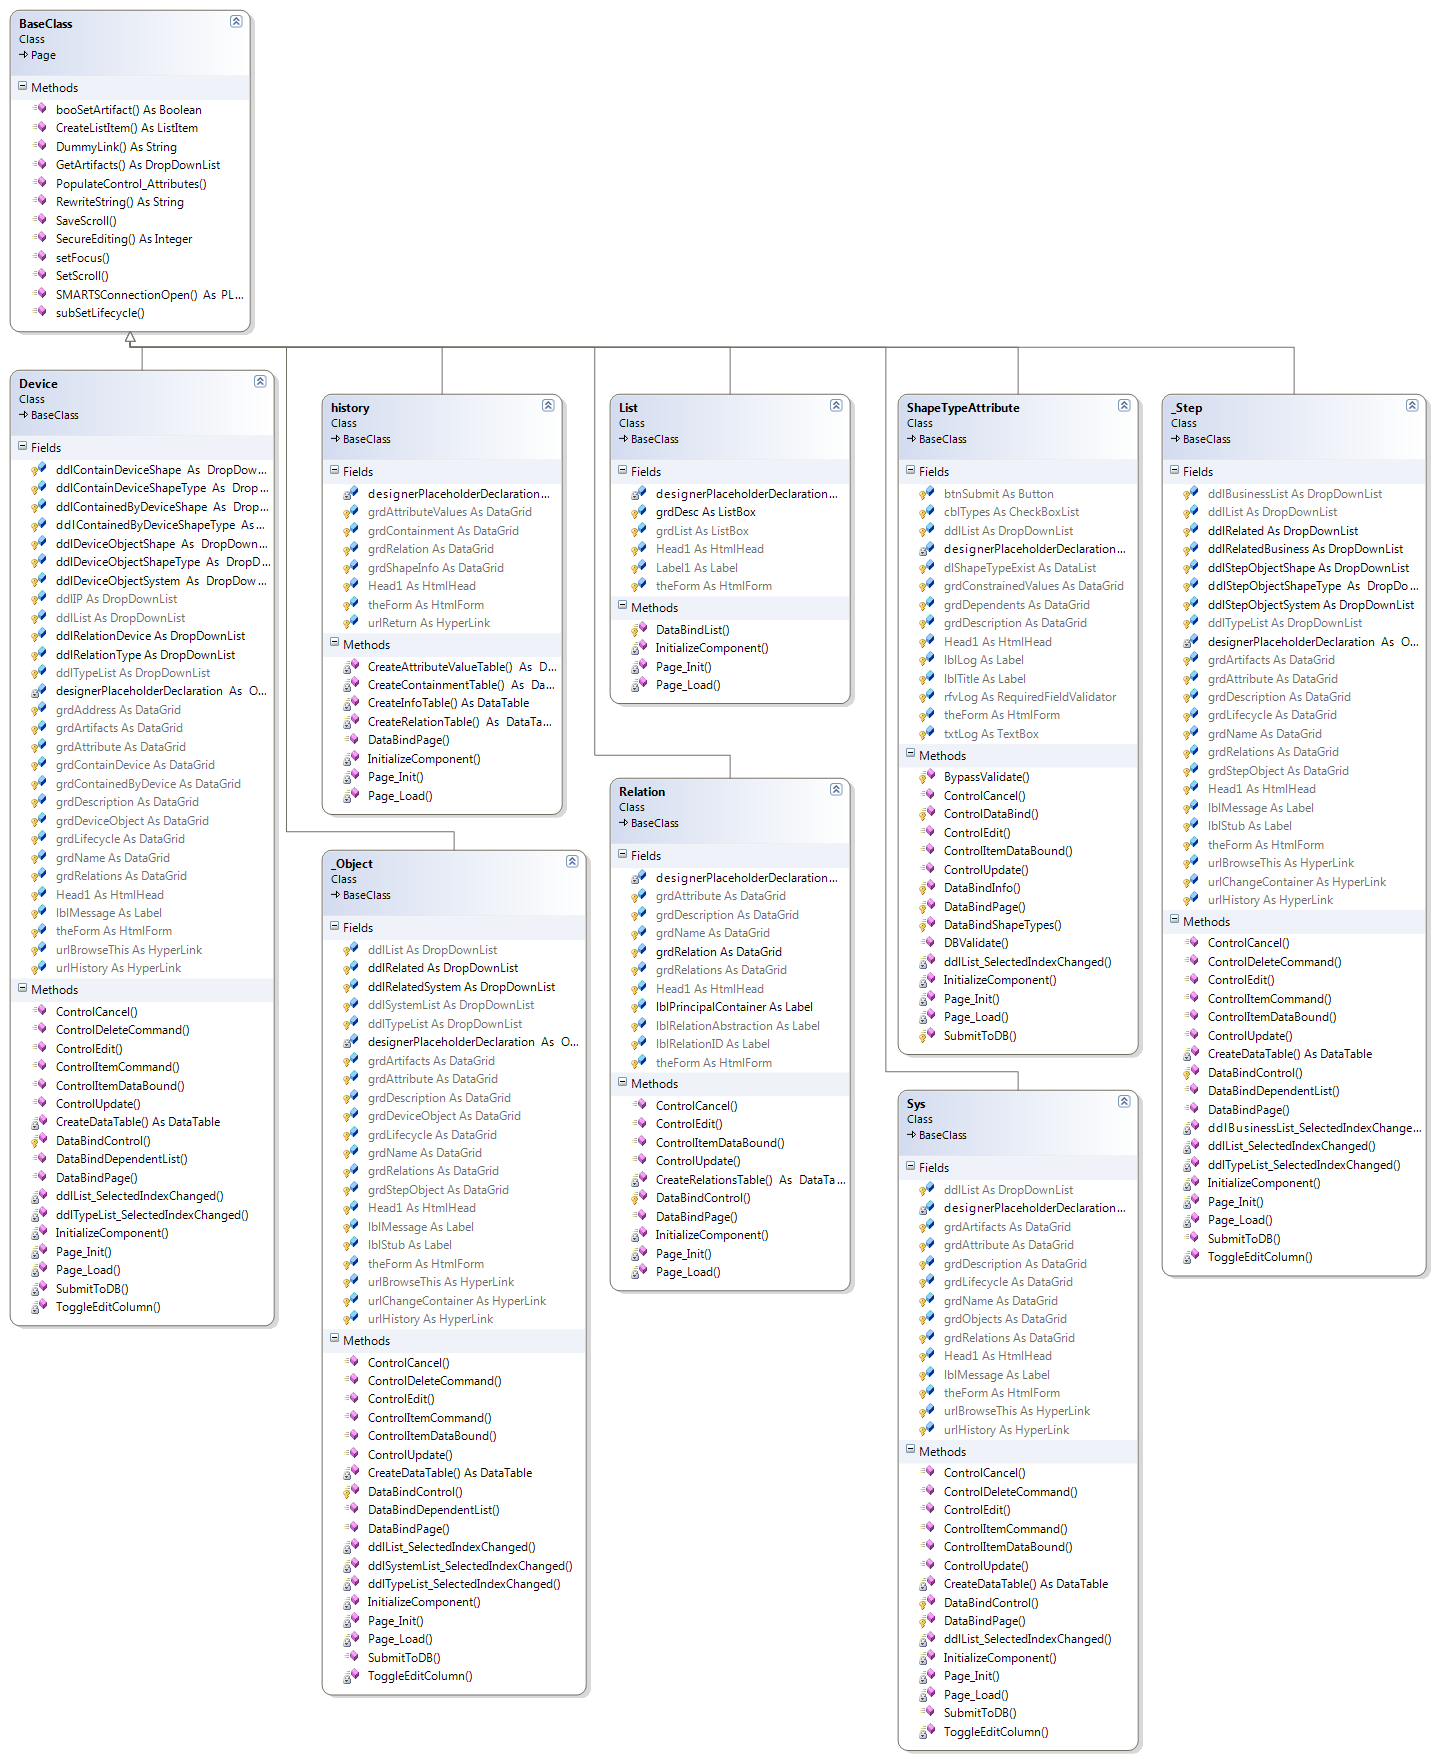 BaseClass
Class
Page
Methods
booSetArtifact() As Boolean
CreateListItem() As ListItem
DummyLink() As String
GetArtifacts() As DropDownList
PopulateControl_Attributes()
RewriteString() As String
SaveScroll()
SecureEditing() As Integer
setFocus()
SetScroll()
SMARTSConnectionOpen() As PL...
subSetLifecycle()
Device
Class
BaseClass
Fields
ddlContainDeviceShape As DropDow...
ddlContainDeviceShapeType As Drop...
ddlContainedByDeviceShape As Drop...
ddlContainedByDeviceShapeType As...
ddlDeviceObjectShape As DropDown...
ddlDeviceObjectShapeType As DropD...
ddlDeviceObjectSystem As DropDow...
ddlIP As DropDownList
ddlList As DropDownList
ddlRelationDevice As DropDownList
ddlRelationType As DropDownList
ddlTypeList As DropDownList
designerPlaceholderDeclaration As O...
grdAddress As DataGrid
grdArtifacts As DataGrid
grdAttribute As DataGrid
grdContainDevice As DataGrid
grdContainedByDevice As DataGrid
grdDescription As DataGrid
grdDeviceObject As DataGrid
grdLifecycle As DataGrid
grdName As DataGrid
grdRelations As DataGrid
Head1 As HtmlHead
lblMessage As Label
theForm As HtmlForm
urlBrowseThis As HyperLink
urlHistory As HyperLink
Methods
ControlCancel()
ControlDeleteCommand()
ControlEdit()
ControlItemCommand()
ControlItemDataBound()
ControlUpdate()
CreateDataTable() As DataTable
DataBindControl()
DataBindDependentList()
DataBindPage()
ddlList_SelectedIndexChanged()
ddlTypeList_SelectedIndexChanged()
InitializeComponent()
Page_Init()
Page_Load()
SubmitToDB()
ToggleEditColumn()
history
Class
BaseClass
Fields
designerPlaceholderDeclaration...
grdAttributeValues As DataGrid
grdContainment As DataGrid
grdRelation As DataGrid
grdShapeInfo As DataGrid
Head1 As HtmlHead
theForm As HtmlForm
urlReturn As HyperLink
Methods
CreateAttributeValueTable() As D...
CreateContainmentTable() As Da...
CreateInfoTable() As DataTable
CreateRelationTable() As DataTa...
DataBindPage()
InitializeComponent()
Page_Init()
Page_Load()
_Object
Class
BaseClass
Fields
ddlList As DropDownList
ddlRelated As DropDownList
ddlRelatedSystem As DropDownList
ddlSystemList As DropDownList
ddlTypeList As DropDownList
designerPlaceholderDeclaration As O...
grdArtifacts As DataGrid
grdAttribute As DataGrid
grdDescription As DataGrid
grdDeviceObject As DataGrid
grdLifecycle As DataGrid
grdName As DataGrid
grdRelations As DataGrid
grdStepObject As DataGrid
Head1 As HtmlHead
lblMessage As Label
lblStub As Label
theForm As HtmlForm
urlBrowseThis As HyperLink
urlChangeContainer As HyperLink
urlHistory As HyperLink
Methods
ControlCancel()
ControlDeleteCommand()
ControlEdit()
ControlItemCommand()
ControlItemDataBound()
ControlUpdate()
CreateDataTable() As DataTable
DataBindControl()
DataBindDependentList()
DataBindPage()
ddlList_SelectedIndexChanged()
ddlSystemList_SelectedIndexChanged()
ddlTypeList_SelectedIndexChanged()
InitializeComponent()
Page_Init()
Page_Load()
SubmitToDB()
ToggleEditColumn()
List
Class
BaseClass
Fields
designerPlaceholderDeclaration...
grdDesc As ListBox
grdList As ListBox
Head1 As HtmlHead
Label1 As Label
theForm As HtmlForm
Methods
DataBindList()
InitializeComponent()
Page_Init()
Page_Load()
Relation
Class
BaseClass
Fields
designerPlaceholderDeclaration...
grdAttribute As DataGrid
grdDescription As DataGrid
grdName As DataGrid
grdRelation As DataGrid
grdRelations As DataGrid
Head1 As HtmlHead
lblPrincipalContainer As Label
lblRelationAbstraction As Label
lblRelationID As Label
theForm As HtmlForm
Methods
ControlCancel()
ControlEdit()
ControlItemDataBound()
ControlUpdate()
CreateRelationsTable() As DataTa...
DataBindControl()
DataBindPage()
InitializeComponent()
Page_Init()
Page_Load()
ShapeTypeAttribute
Class
BaseClass
Fields
btnSubmit As Button
cblTypes As CheckBoxList
ddlList As DropDownList
designerPlaceholderDeclaration...
dlShapeTypeExist As DataList
grdConstrainedValues As DataGrid
grdDependents As DataGrid
grdDescription As DataGrid
Head1 As HtmlHead
lblLog As Label
lblTitle As Label
rfvLog As RequiredFieldValidator
theForm As HtmlForm
txtLog As TextBox
Methods
BypassValidate()
ControlCancel()
ControlDataBind()
ControlEdit()
ControlItemDataBound()
ControlUpdate()
DataBindInfo()
DataBindPage()
DataBindShapeTypes()
DBValidate()
ddlList_SelectedIndexChanged()
InitializeComponent()
Page_Init()
Page_Load()
SubmitToDB()
Sys
Class
BaseClass
Fields
ddlList As DropDownList
designerPlaceholderDeclaration...
grdArtifacts As DataGrid
grdAttribute As DataGrid
grdDescription As DataGrid
grdLifecycle As DataGrid
grdName As DataGrid
grdObjects As DataGrid
grdRelations As DataGrid
Head1 As HtmlHead
lblMessage As Label
theForm As HtmlForm
urlBrowseThis As HyperLink
urlHistory As HyperLink
Methods
ControlCancel()
ControlDeleteCommand()
ControlEdit()
ControlItemCommand()
ControlItemDataBound()
ControlUpdate()
CreateDataTable() As DataTable
DataBindControl()
DataBindPage()
ddlList_SelectedIndexChanged()
InitializeComponent()
Page_Init()
Page_Load()
SubmitToDB()
ToggleEditColumn()
_Step
Class
BaseClass
Fields
ddlBusinessList As DropDownList
ddlList As DropDownList
ddlRelated As DropDownList
ddlRelatedBusiness As DropDownList
ddlStepObjectShape As DropDownList
ddlStepObjectShapeType As DropDo...
ddlStepObjectSystem As DropDownList
ddlTypeList As DropDownList
designerPlaceholderDeclaration As O...
grdArtifacts As DataGrid
grdAttribute As DataGrid
grdDescription As DataGrid
grdLifecycle As DataGrid
grdName As DataGrid
grdRelations As DataGrid
grdStepObject As DataGrid
Head1 As HtmlHead
lblMessage As Label
lblStub As Label
theForm As HtmlForm
urlBrowseThis As HyperLink
urlChangeContainer As HyperLink
urlHistory As HyperLink
Methods
ControlCancel()
ControlDeleteCommand()
ControlEdit()
ControlItemCommand()
ControlItemDataBound()
ControlUpdate()
CreateDataTable() As DataTable
DataBindControl()
DataBindDependentList()
DataBindPage()
ddlBusinessList_SelectedIndexChange...
ddlList_SelectedIndexChanged()
ddlTypeList_SelectedIndexChanged()
InitializeComponent()
Page_Init()
Page_Load()
SubmitToDB()
ToggleEditColumn()